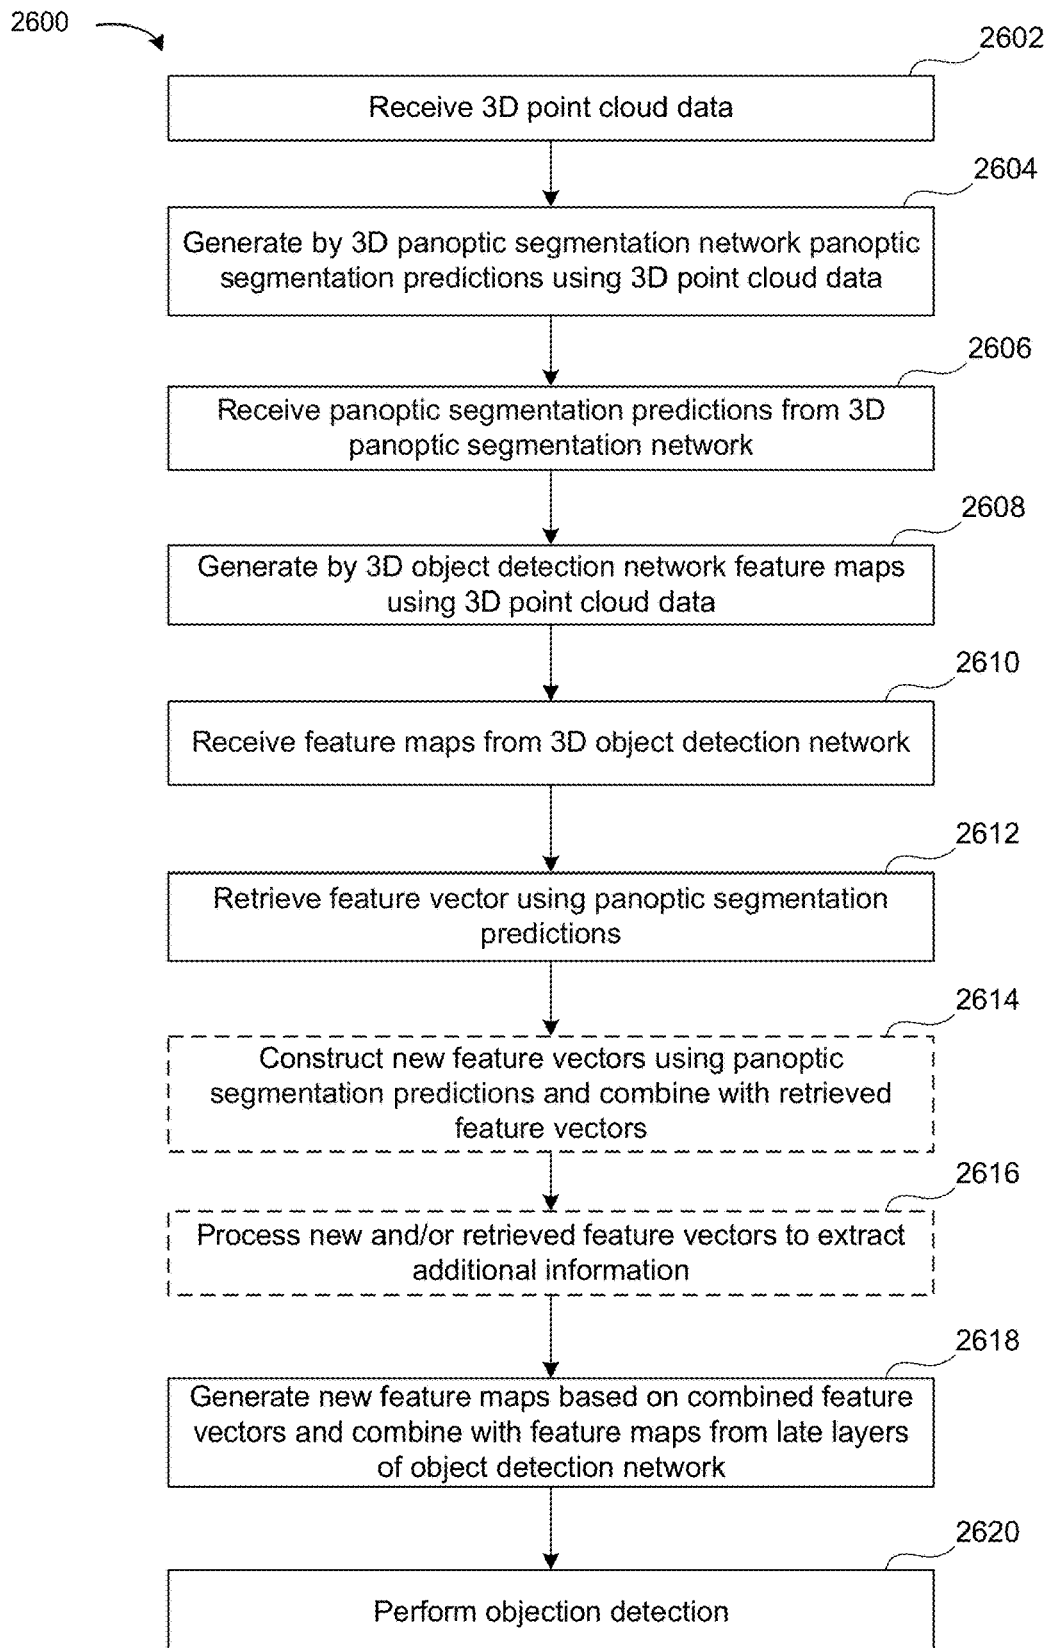 2600
2602
Receive 3D point cloud data
2604
Generate by 3D panoptic segmentation network panoptic
segmentation predictions using 3D point cloud data
2606
Receive panoptic segmentation predictions from 3D
panoptic segmentation network
2608
Generate by 3D object detection network feature maps
using 3D point cloud data
2610
Receive feature maps from 3D object detection network
2612
Retrieve feature vector using panoptic segmentation
predictions
2614
Construct new feature vectors using panoptic
segmentation predictions and combine with retrieved
feature vectors
2616
Process new and/or retrieved feature vectors to extract
additional information
2618
Generate new feature maps based on combined feature
vectors and combine with feature maps from late layers
of object detection network
2620
Perform objection detection